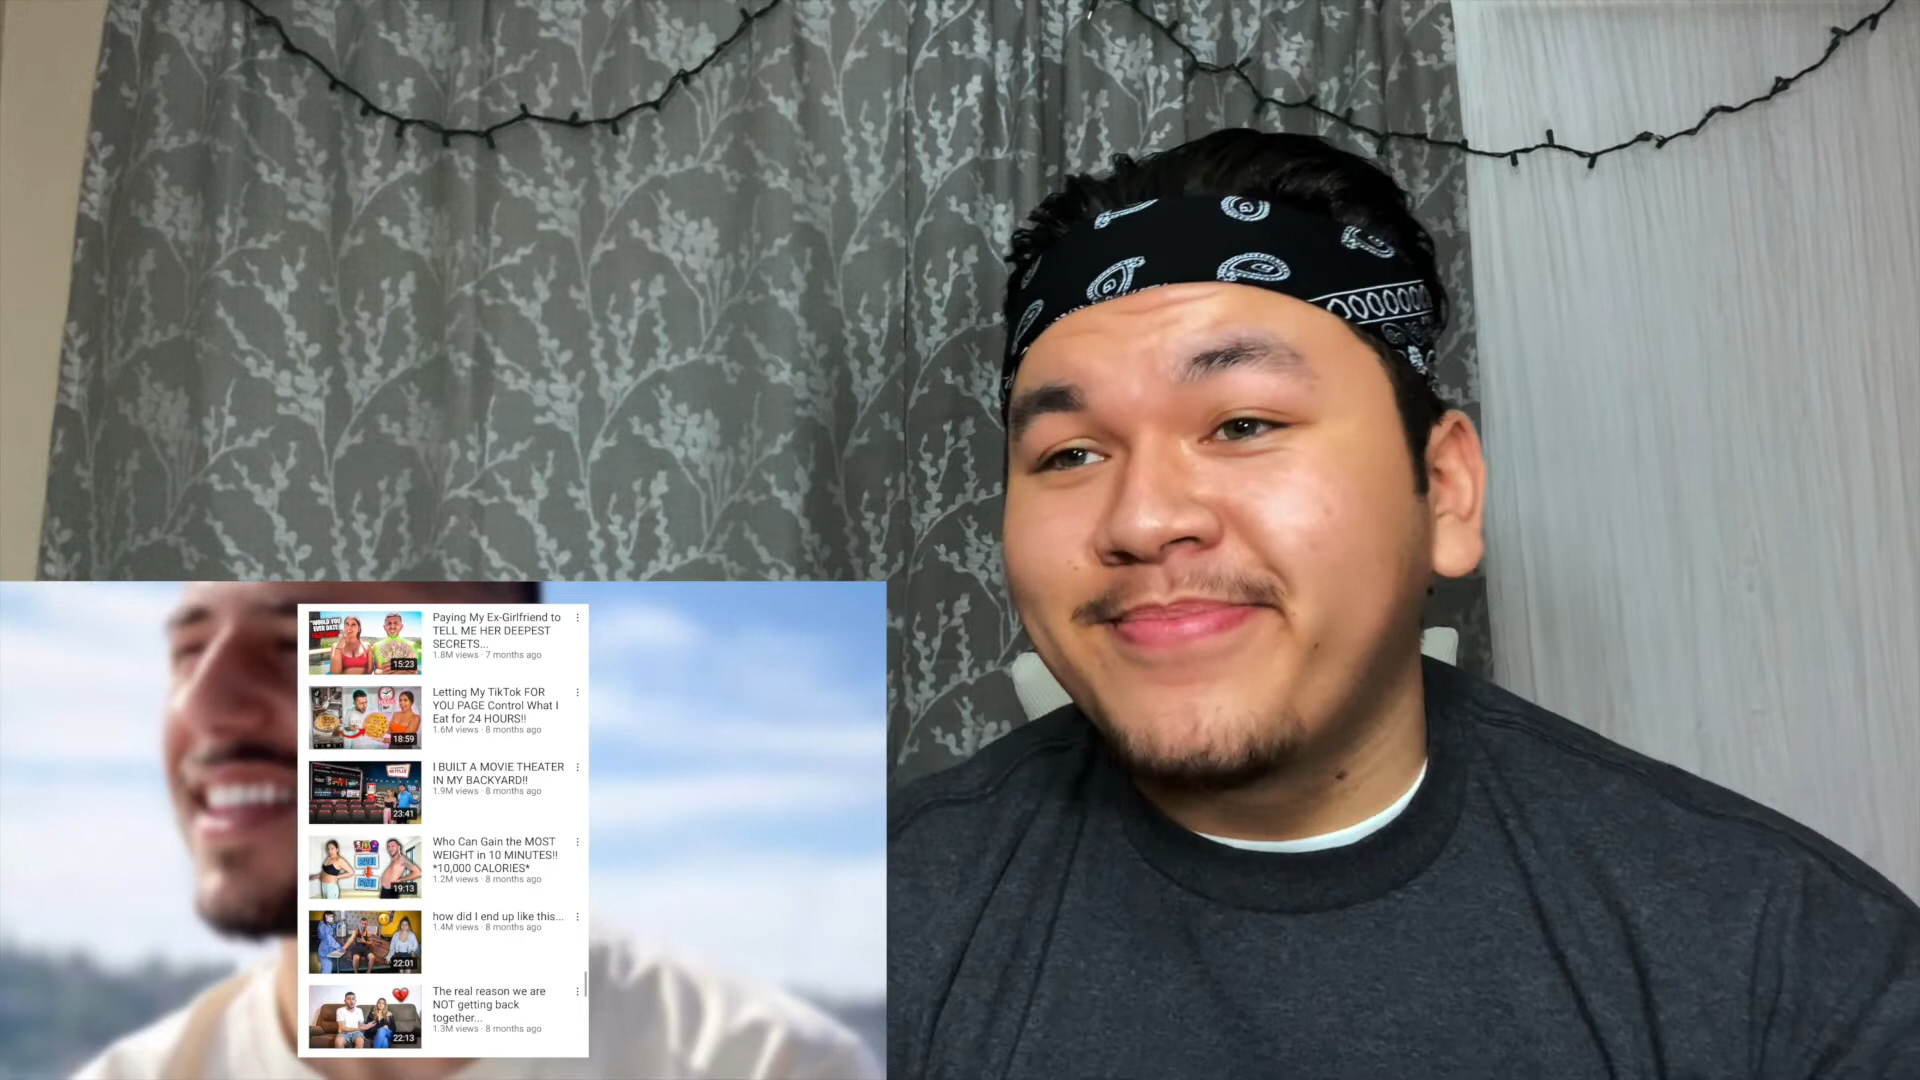 "WOULD YOU
EVER DATE
15:23
Paying My Ex-Girlfriend to
TELL ME HER DEEPEST
SECRETS...
1.8M views · 7 months ago
18:59
Letting My TikTok FOR
YOU PAGE Control What I
Eat for 24 HOURS!!
1.6M views · 8 months ago
23:41
I BUILT A MOVIE THEATER
IN MY BACKYARD!!
1.9M views · 8 months ago
19:13
Who Can Gain the MOST
WEIGHT in 10 MINUTES!!
*10,000 CALORIES*
1.2M views · 8 months ago
22:01
how did I end up like this...
1.4M views · 8 months ago
22:13
The real reason we are
NOT getting back
together...
1.3M views · 8 months ago